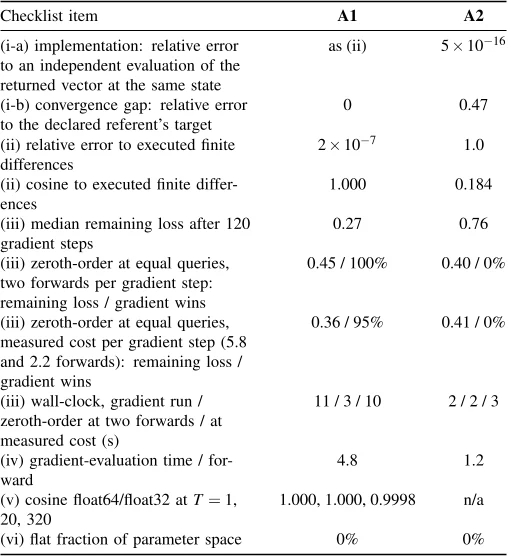 Checklist item A1 A2
(i-a) implementation: relative error as (ii) 5 × 10⁻¹⁶
to an independent evaluation of the
returned vector at the same state
(i-b) convergence gap: relative error 0 0.47
to the declared referent's target
(ii) relative error to executed finite 2 × 10⁻⁷ 1.0
differences
(ii) cosine to executed finite differ- 1.000 0.184
ences
(iii) median remaining loss after 120 0.27 0.76
gradient steps
(iii) zeroth-order at equal queries, 0.45 / 100% 0.40 / 0%
two forwards per gradient step:
remaining loss / gradient wins
(iii) zeroth-order at equal queries, 0.36 / 95% 0.41 / 0%
measured cost per gradient step (5.8
and 2.2 forwards): remaining loss /
gradient wins
(iii) wall-clock, gradient run / 11 / 3 / 10 2 / 2 / 3
zeroth-order at two forwards / at
measured cost (s)
(iv) gradient-evaluation time / for- 4.8 1.2
ward
(v) cosine float64/float32 at T = 1, 1.000, 1.000, 0.9998 n/a
20, 320
(vi) flat fraction of parameter space 0% 0%